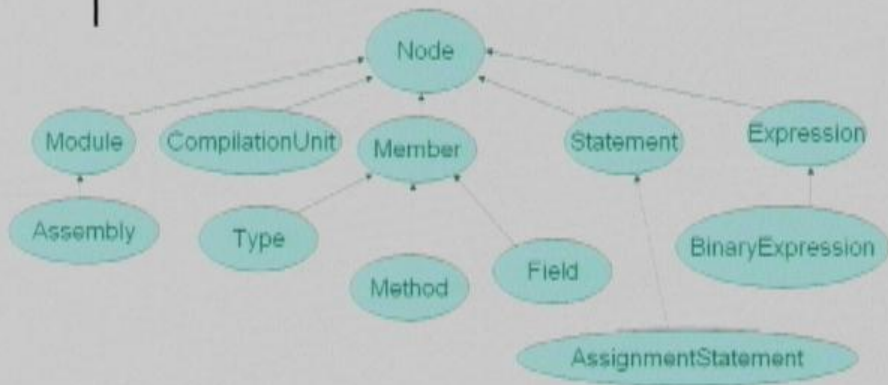 Node
Module
CompilationUnit
Member
Statement
Expression
Assembly
Type
Method
Field
BinaryExpression
AssignmentStatement